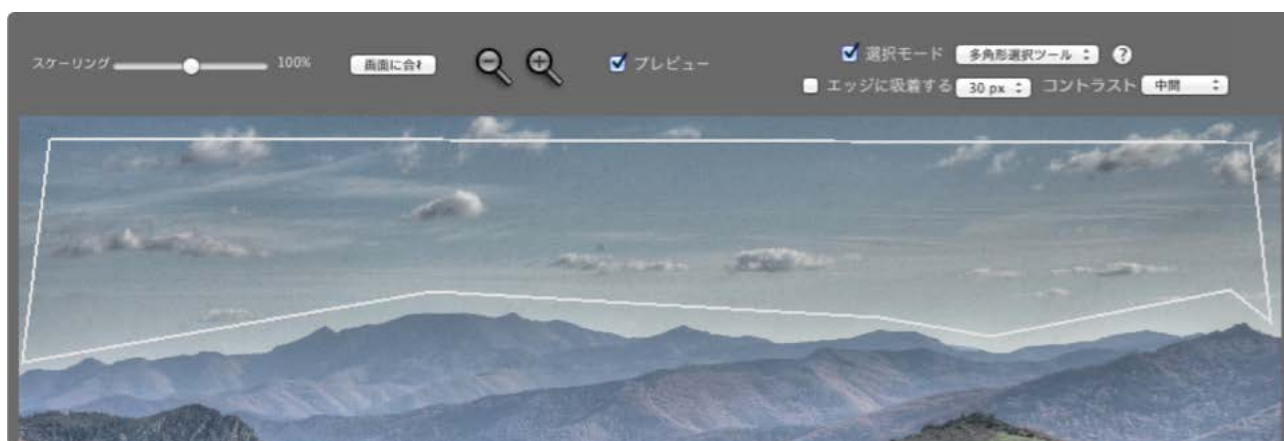 スケーリング 100% 画面に合わ プレビュー 選択モード 多角形選択ツール ?
エッジに吸着する 30 px コントラスト 中間